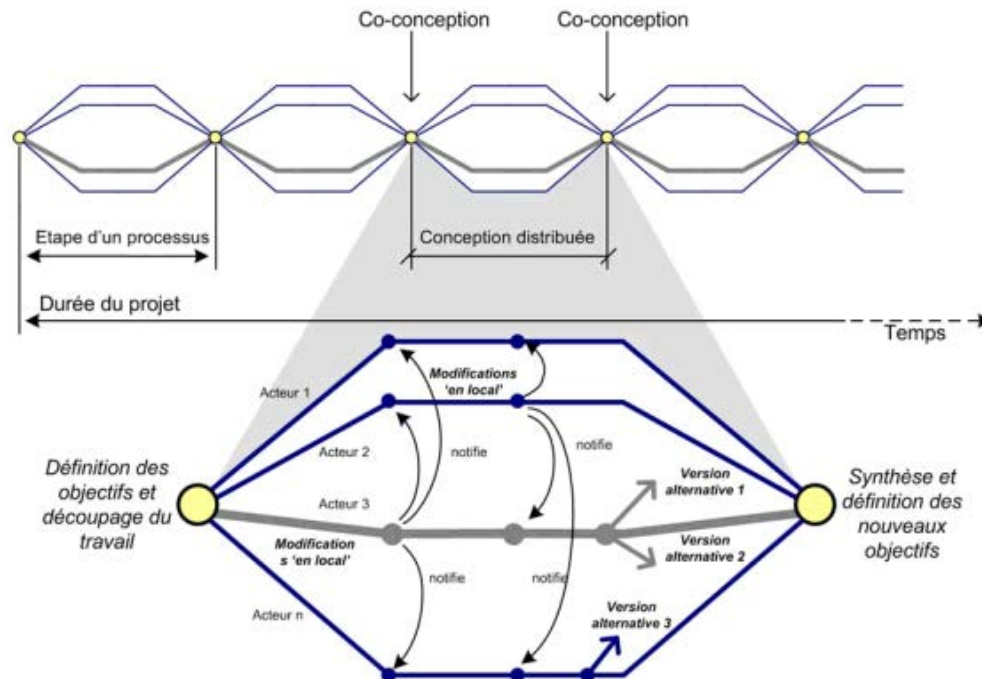 Co-conception
Co-conception
Etape d'un processus
Conception distribuée
Durée du projet
Temps
Modifications
'en local'
Acteur 1
Acteur 2
notifie
notifie
Définition des
objectifs et
découpage du
travail
Acteur 3
Version
alternative 1
Synthèse et
définition des
nouveaux
objectifs
Modification
s 'en local'
Version
alternative 2
notifie
notifie
Acteur n
Version
alternative 3